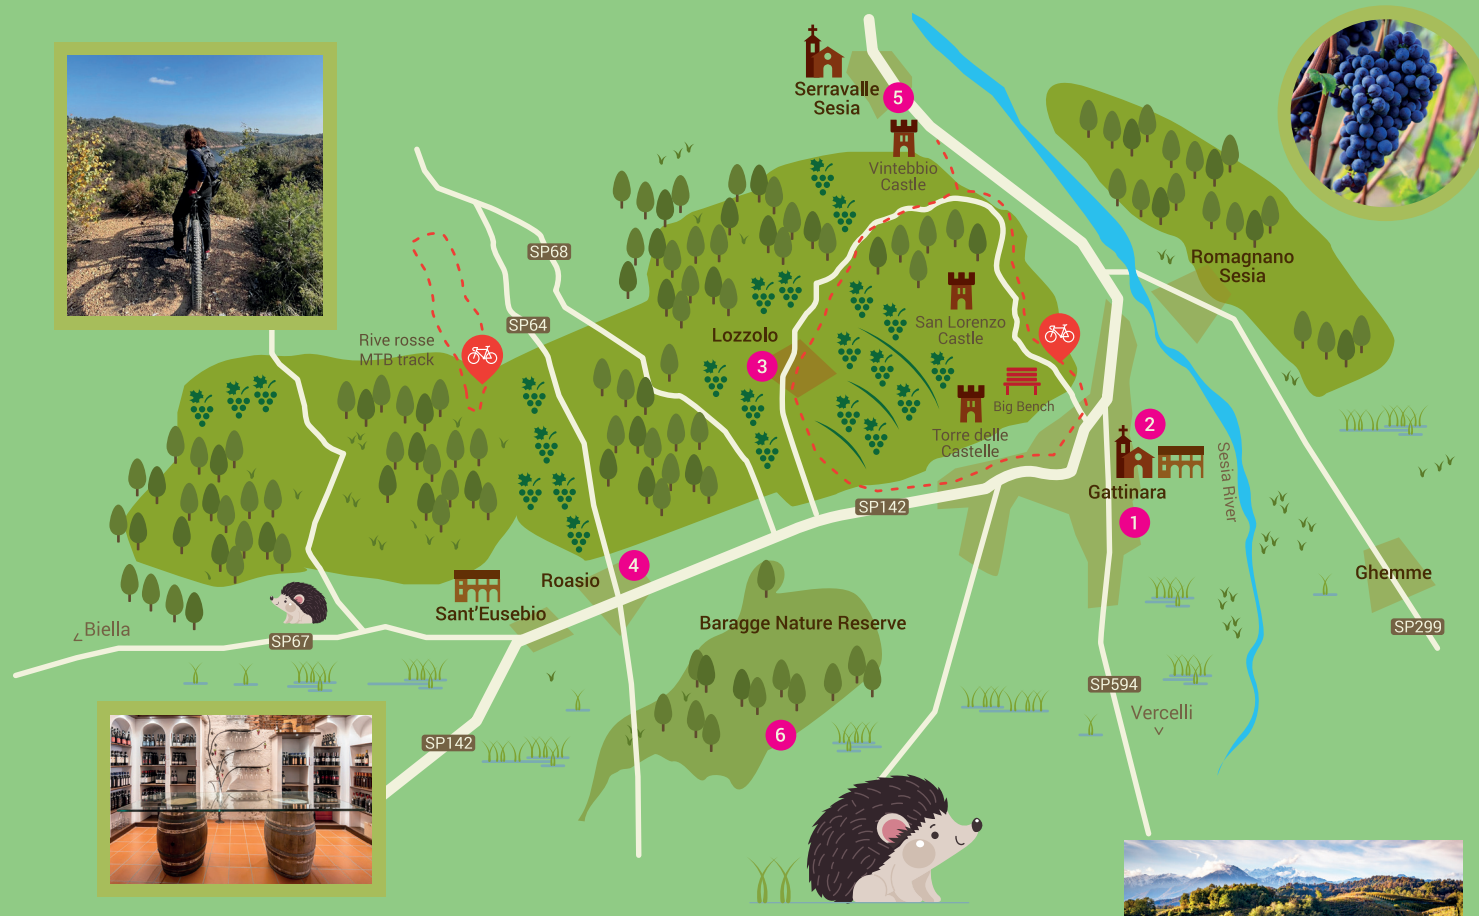 Serravalle
Sesia
5
Vintebbio
Castle
Romagnano
Sesia
SP68
SP64
Rive rosse
MTB track
Lozzolo
3
San Lorenzo
Castle
Big Bench
Torre delle
Castelle
2
Gattinara
1
Sesia River
SP142
Roasio
4
Sant'Eusebio
Biella
SP67
Baragge Nature Reserve
6
Ghemme
SP299
SP594
Vercelli
SP142